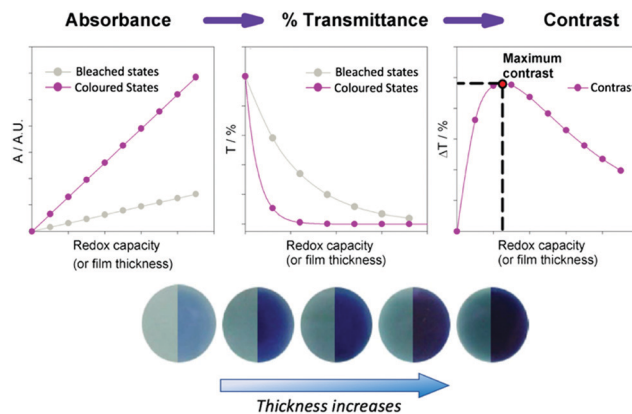 Absorbance
% Transmittance
Contrast
A / A.U.
Bleached states
Coloured States
Redox capacity
(or film thickness)
T / %
Bleached states
Coloured States
Redox capacity
(or film thickness)
ΔT / %
Maximum
contrast
Contrast
Redox capacity
(or film thickness)
Thickness increases